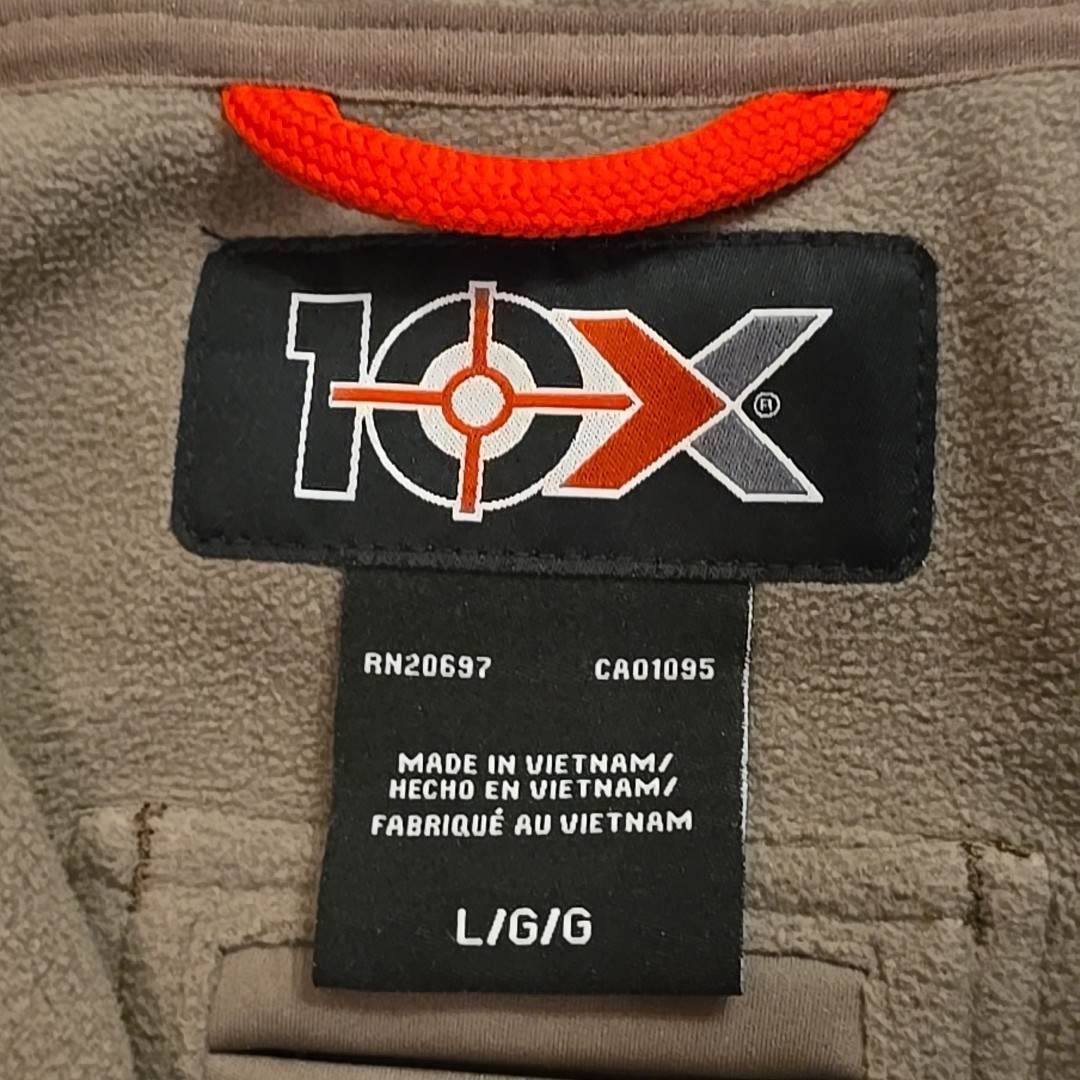 10X®
RN20697 CA01095
MADE IN VIETNAM/
HECHO EN VIETNAM/
FABRIQUÉ AU VIETNAM
L/G/G